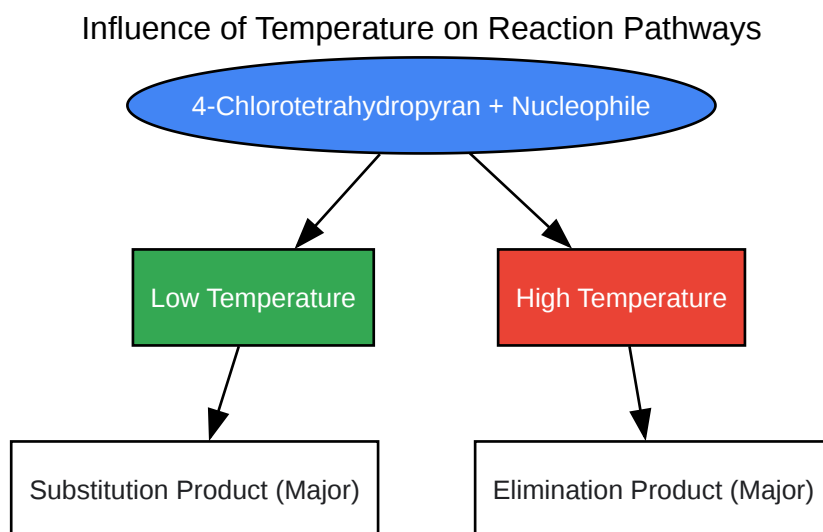 Influence of Temperature on Reaction Pathways
4-Chlorotetrahydropyran + Nucleophile
Low Temperature
High Temperature
Substitution Product (Major)
Elimination Product (Major)